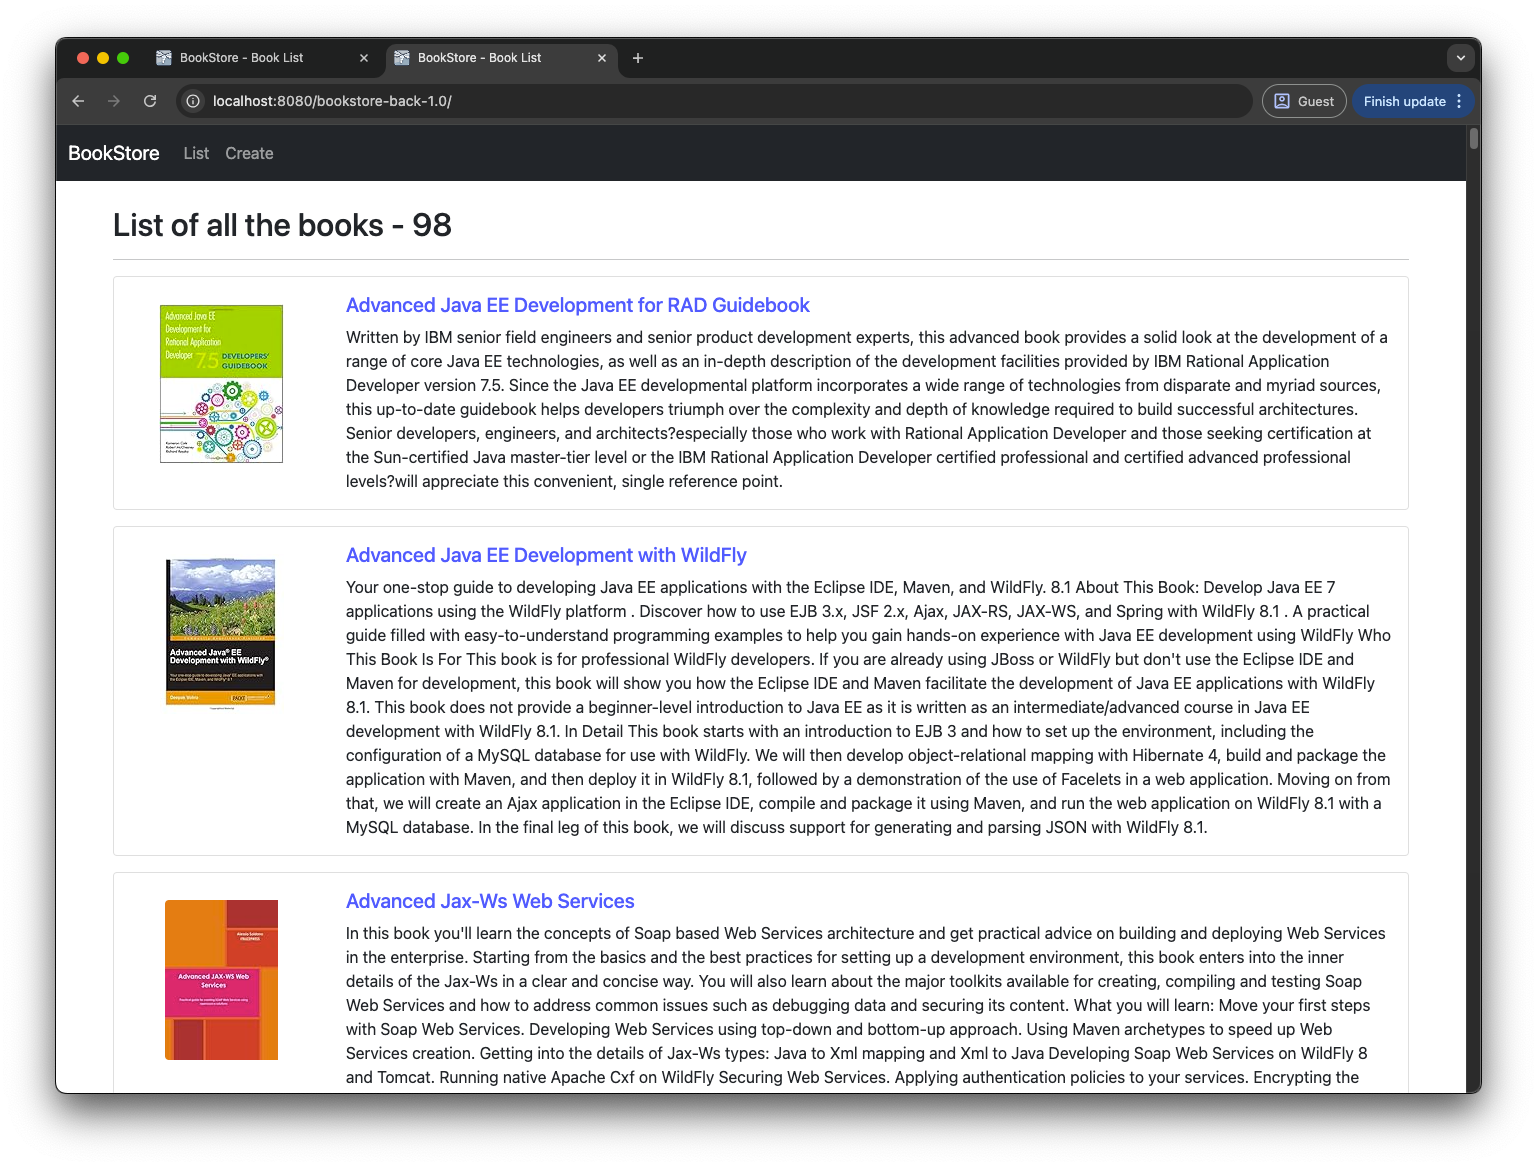 BookStore - Book List
BookStore - Book List
localhost:8080/bookstore-back-1.0/
Guest
Finish update
BookStore List Create
List of all the books - 98
Advanced Java EE
Development for
Rational Application
Developer 7.5 DEVELOPERS'
GUIDEBOOK
Advanced Java EE Development for RAD Guidebook
Written by IBM senior field engineers and senior product development experts, this advanced book provides a solid look at the development of a
range of core Java EE technologies, as well as an in-depth description of the development facilities provided by IBM Rational Application
Developer version 7.5. Since the Java EE developmental platform incorporates a wide range of technologies from disparate and myriad sources,
this up-to-date guidebook helps developers triumph over the complexity and depth of knowledge required to build successful architectures.
Senior developers, engineers, and architects?especially those who work with Rational Application Developer and those seeking certification at
the Sun-certified Java master-tier level or the IBM Rational Application Developer certified professional and certified advanced professional
levels?will appreciate this convenient, single reference point.
Advanced Java® EE
Development with WildFly®
Deepak Vohra
PACKT
Advanced Java EE Development with WildFly
Your one-stop guide to developing Java EE applications with the Eclipse IDE, Maven, and WildFly. 8.1 About This Book: Develop Java EE 7
applications using the WildFly platform . Discover how to use EJB 3.x, JSF 2.x, Ajax, JAX-RS, JAX-WS, and Spring with WildFly 8.1 . A practical
guide filled with easy-to-understand programming examples to help you gain hands-on experience with Java EE development using WildFly Who
This Book Is For This book is for professional WildFly developers. If you are already using JBoss or WildFly but don't use the Eclipse IDE and
Maven for development, this book will show you how the Eclipse IDE and Maven facilitate the development of Java EE applications with WildFly
8.1. This book does not provide a beginner-level introduction to Java EE as it is written as an intermediate/advanced course in Java EE
development with WildFly 8.1. In Detail This book starts with an introduction to EJB 3 and how to set up the environment, including the
configuration of a MySQL database for use with WildFly. We will then develop object-relational mapping with Hibernate 4, build and package the
application with Maven, and then deploy it in WildFly 8.1, followed by a demonstration of the use of Facelets in a web application. Moving on from
that, we will create an Ajax application in the Eclipse IDE, compile and package it using Maven, and run the web application on WildFly 8.1 with a
MySQL database. In the final leg of this book, we will discuss support for generating and parsing JSON with WildFly 8.1.
Advanced JAX-WS Web
Services
Advanced Jax-Ws Web Services
In this book you'll learn the concepts of Soap based Web Services architecture and get practical advice on building and deploying Web Services
in the enterprise. Starting from the basics and the best practices for setting up a development environment, this book enters into the inner
details of the Jax-Ws in a clear and concise way. You will also learn about the major toolkits available for creating, compiling and testing Soap
Web Services and how to address common issues such as debugging data and securing its content. What you will learn: Move your first steps
with Soap Web Services. Developing Web Services using top-down and bottom-up approach. Using Maven archetypes to speed up Web
Services creation. Getting into the details of Jax-Ws types: Java to Xml mapping and Xml to Java Developing Soap Web Services on WildFly 8
and Tomcat. Running native Apache Cxf on WildFly Securing Web Services. Applying authentication policies to your services. Encrypting the